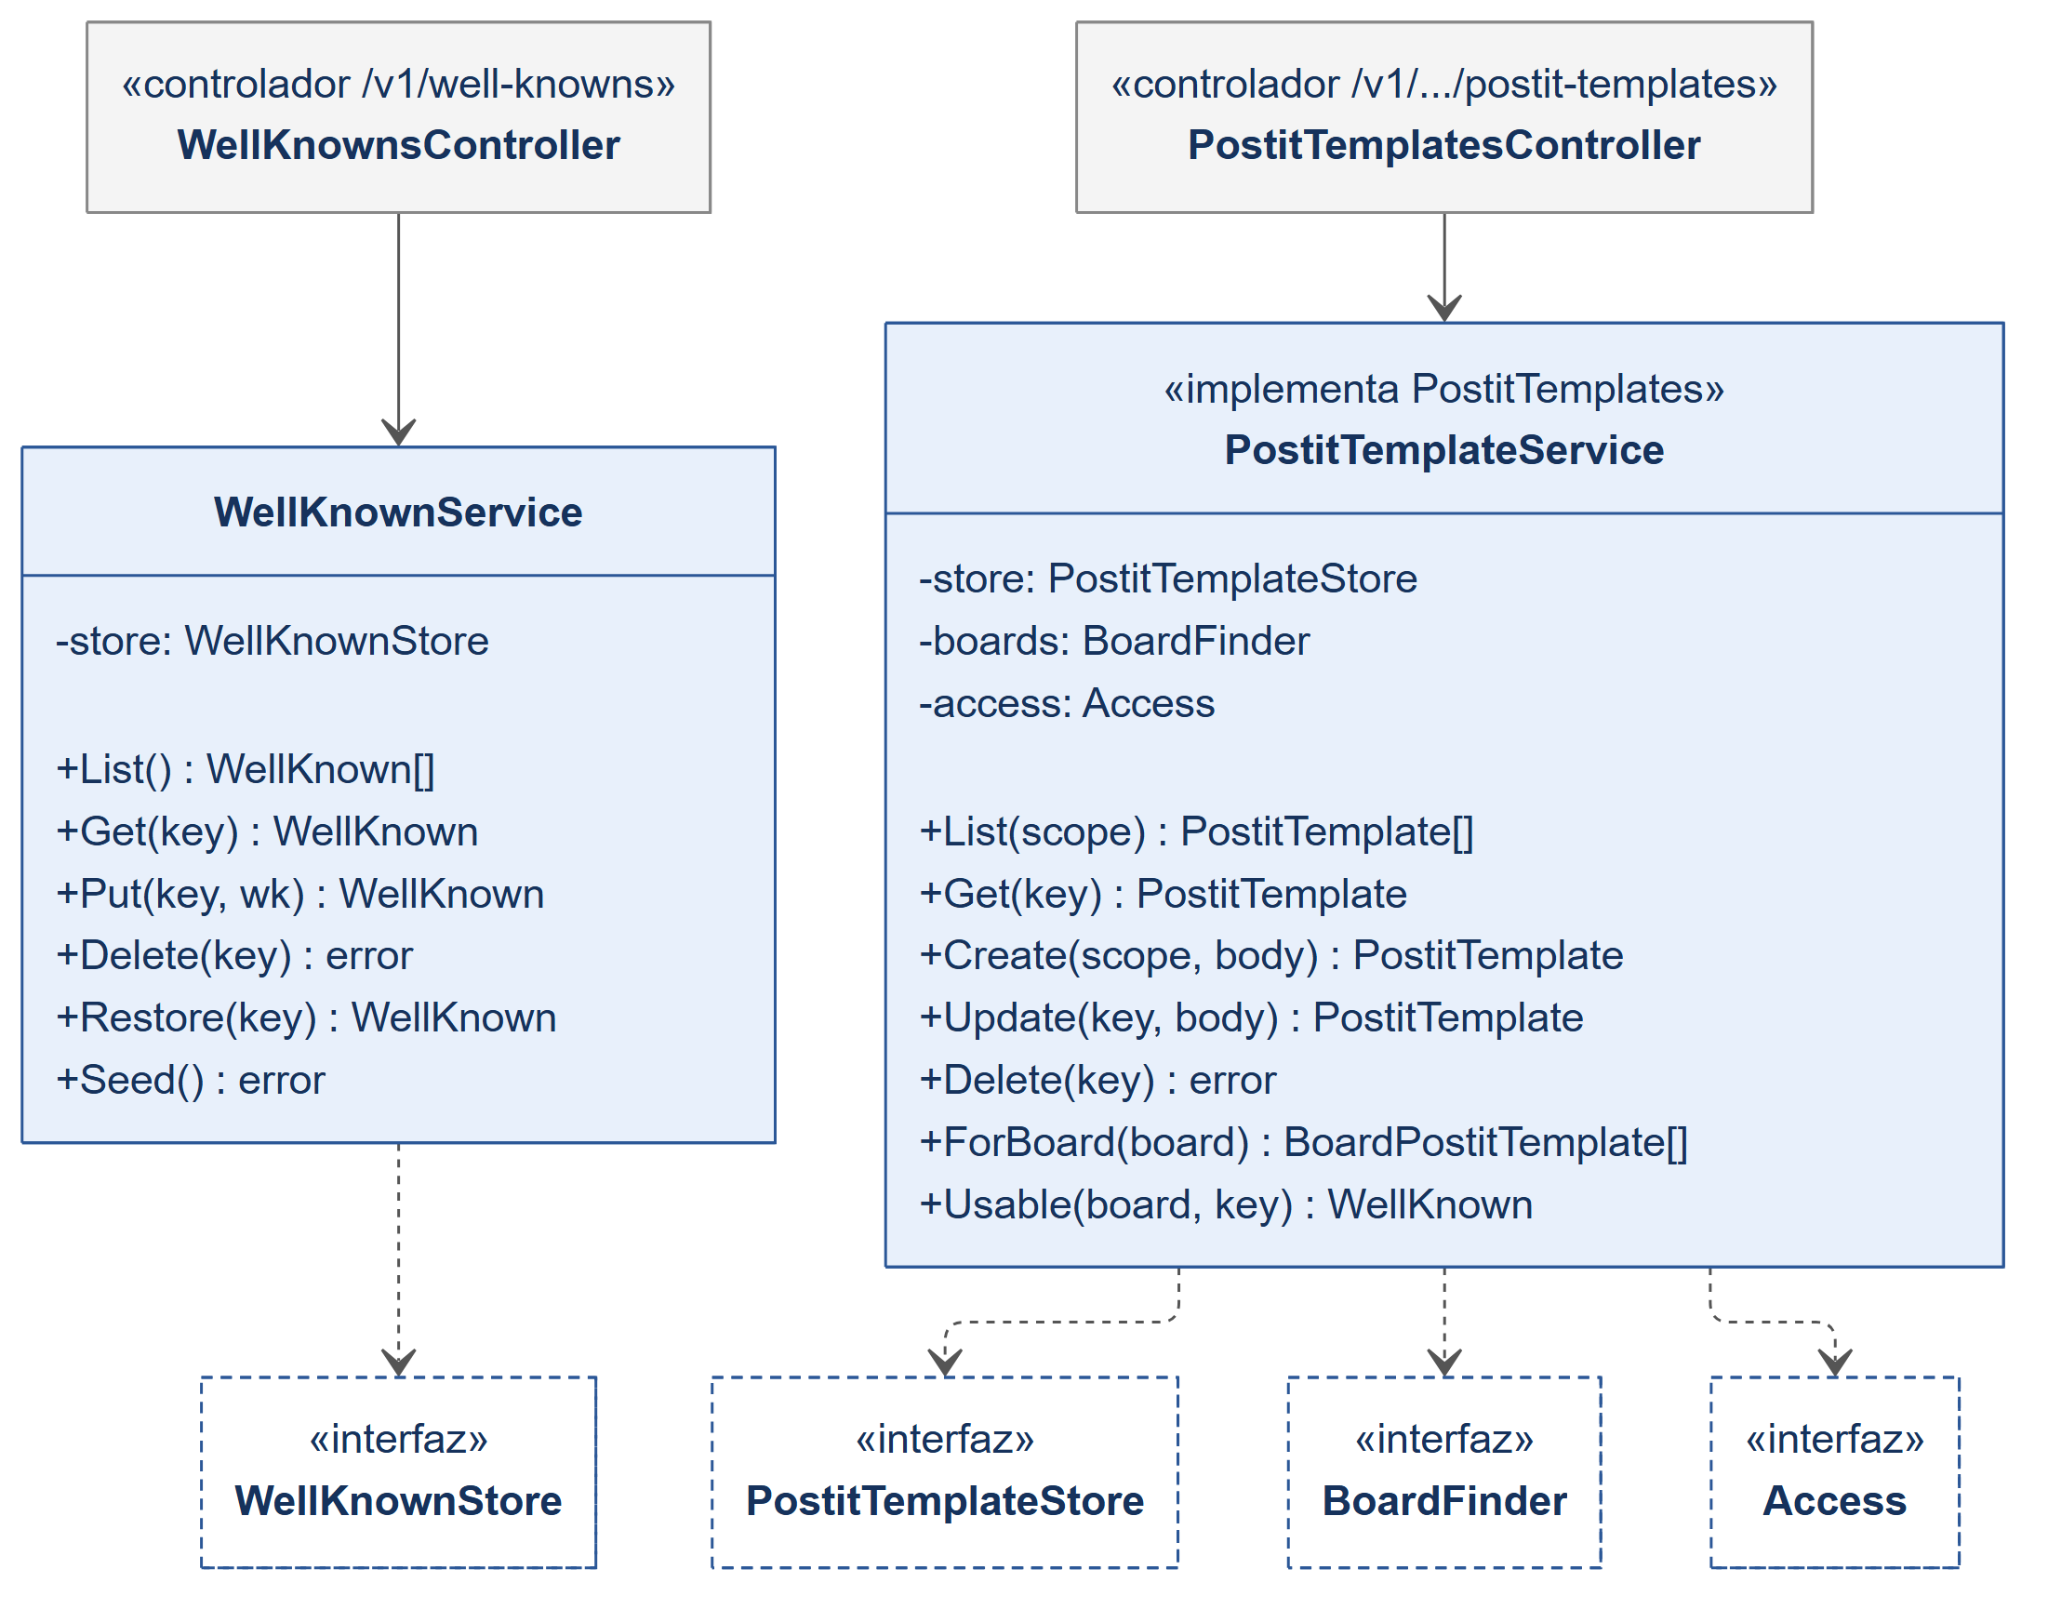 «controlador /v1/well-knowns»
WellKnownsController
«controlador /v1/.../postit-templates»
PostitTemplatesController
WellKnownService
-store: WellKnownStore
+List() : WellKnown[]
+Get(key) : WellKnown
+Put(key, wk) : WellKnown
+Delete(key) : error
+Restore(key) : WellKnown
+Seed() : error
«implementa PostitTemplates»
PostitTemplateService
-store: PostitTemplateStore
-boards: BoardFinder
-access: Access
+List(scope) : PostitTemplate[]
+Get(key) : PostitTemplate
+Create(scope, body) : PostitTemplate
+Update(key, body) : PostitTemplate
+Delete(key) : error
+ForBoard(board) : BoardPostitTemplate[]
+Usable(board, key) : WellKnown
«interfaz»
WellKnownStore
«interfaz»
PostitTemplateStore
«interfaz»
BoardFinder
«interfaz»
Access